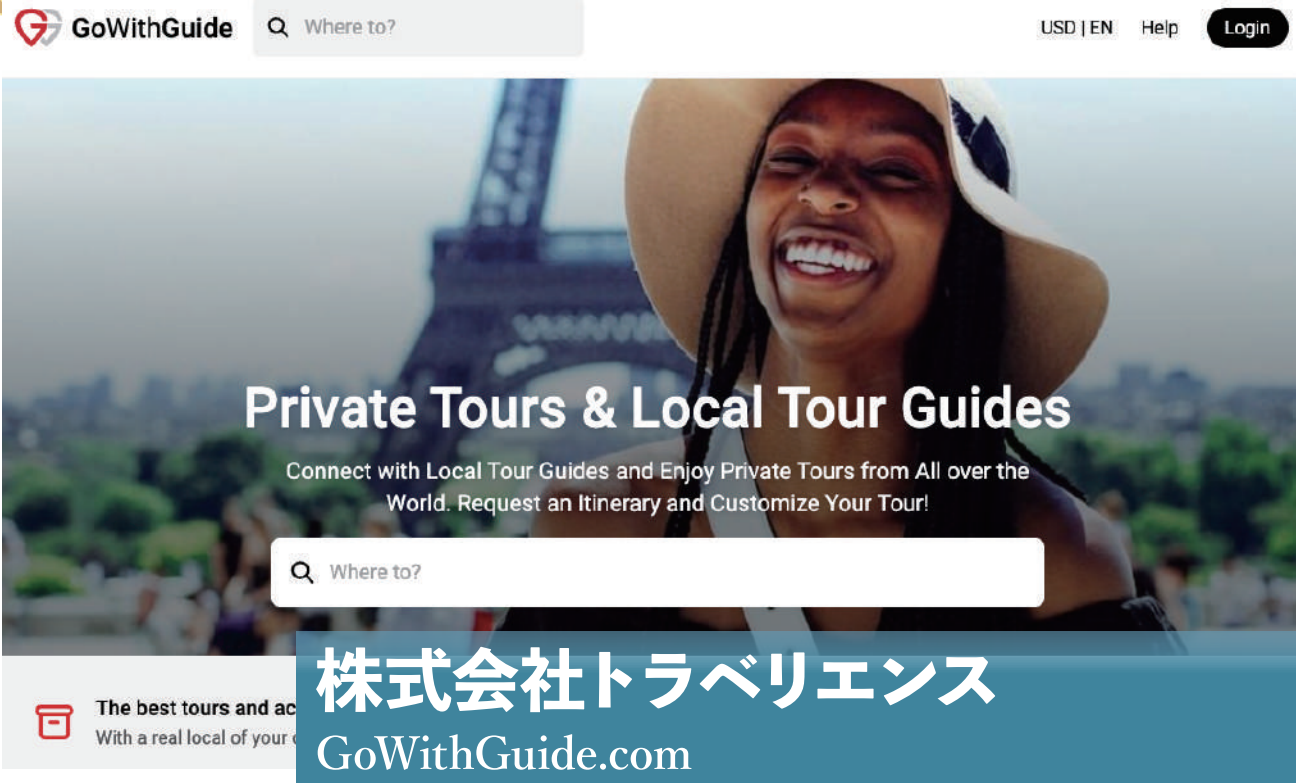 GoWithGuide
Where to?
USD | EN
Help
Login
Private Tours & Local Tour Guides
Connect with Local Tour Guides and Enjoy Private Tours from All over the
World. Request an Itinerary and Customize Your Tour!
Where to?
The best tours and ac
With a real local of your
株式会社トラベリエンス
GoWithGuide.com